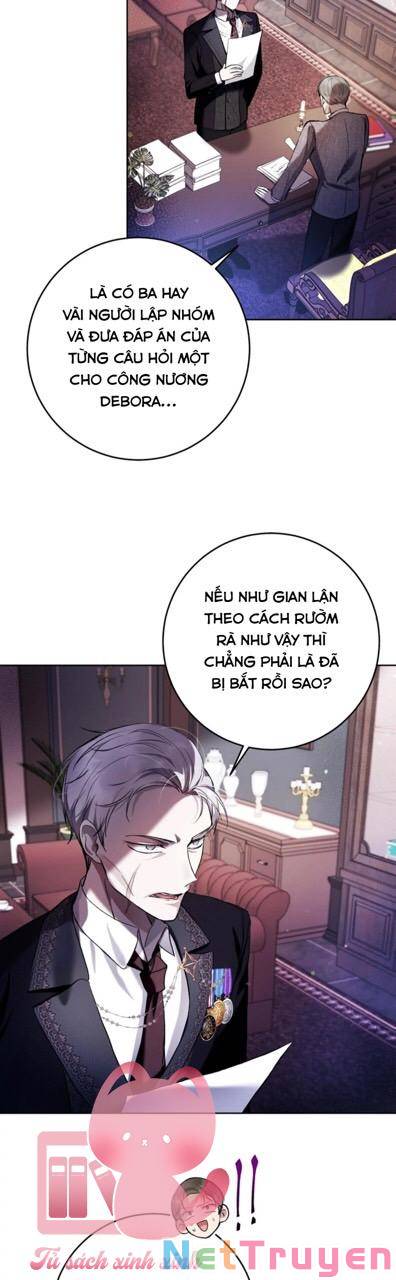 LÀ CÓ BA HAY
VÀI NGƯỜI LẬP NHÓM
VÀ ĐƯA ĐÁP ÁN CỦA
TỪNG CÂU HỎI MỘT
CHO CÔNG NƯƠNG
DEBORA...
NẾU NHƯ GIAN LẬN
THEO CÁCH RƯỜM
RÀ NHƯ VẬY THÌ
CHẲNG PHẢI LÀ ĐÃ
BỊ BẮT RỒI SAO?
!!
Tủ sách xinh xinh
NetTruyen